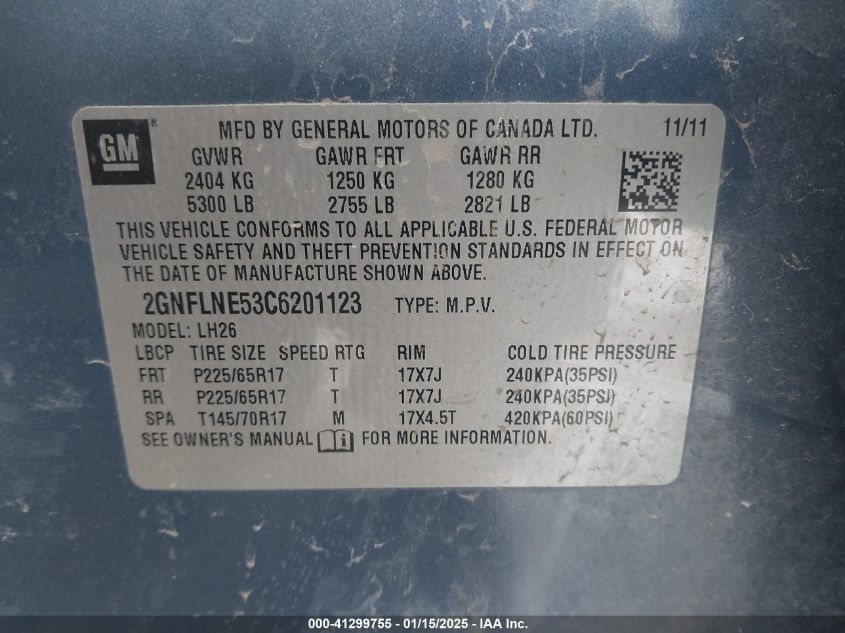 GM ® MFD BY GENERAL MOTORS OF CANADA LTD. 11/11
GVWR GAWR FRT GAWR RR
2404 KG 1250 KG 1280 KG
5300 LB 2755 LB 2821 LB
THIS VEHICLE CONFORMS TO ALL APPLICABLE U.S. FEDERAL MOTOR
VEHICLE SAFETY AND THEFT PREVENTION STANDARDS IN EFFECT ON
THE DATE OF MANUFACTURE SHOWN ABOVE.
2GNFLNE53C6201123 TYPE: M.P.V.
MODEL: LH26
LBCP TIRE SIZE SPEED RTG RIM COLD TIRE PRESSURE
FRT P225/65R17 T 17X7J 240KPA(35PSI)
RR P225/65R17 T 17X7J 240KPA(35PSI)
SPA T145/70R17 M 17X4.5T 420KPA(60PSI)
SEE OWNER'S MANUAL i FOR MORE INFORMATION.
000-41299755 - 01/15/2025 - IAA Inc.